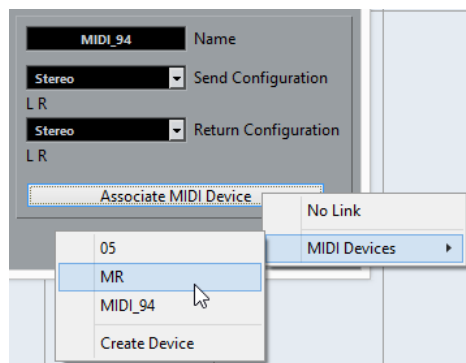 MIDI_94 Name
Stereo Send Configuration
L R
Stereo Return Configuration
L R
Associate MIDI Device
No Link
MIDI Devices
05
MR
MIDI_94
Create Device